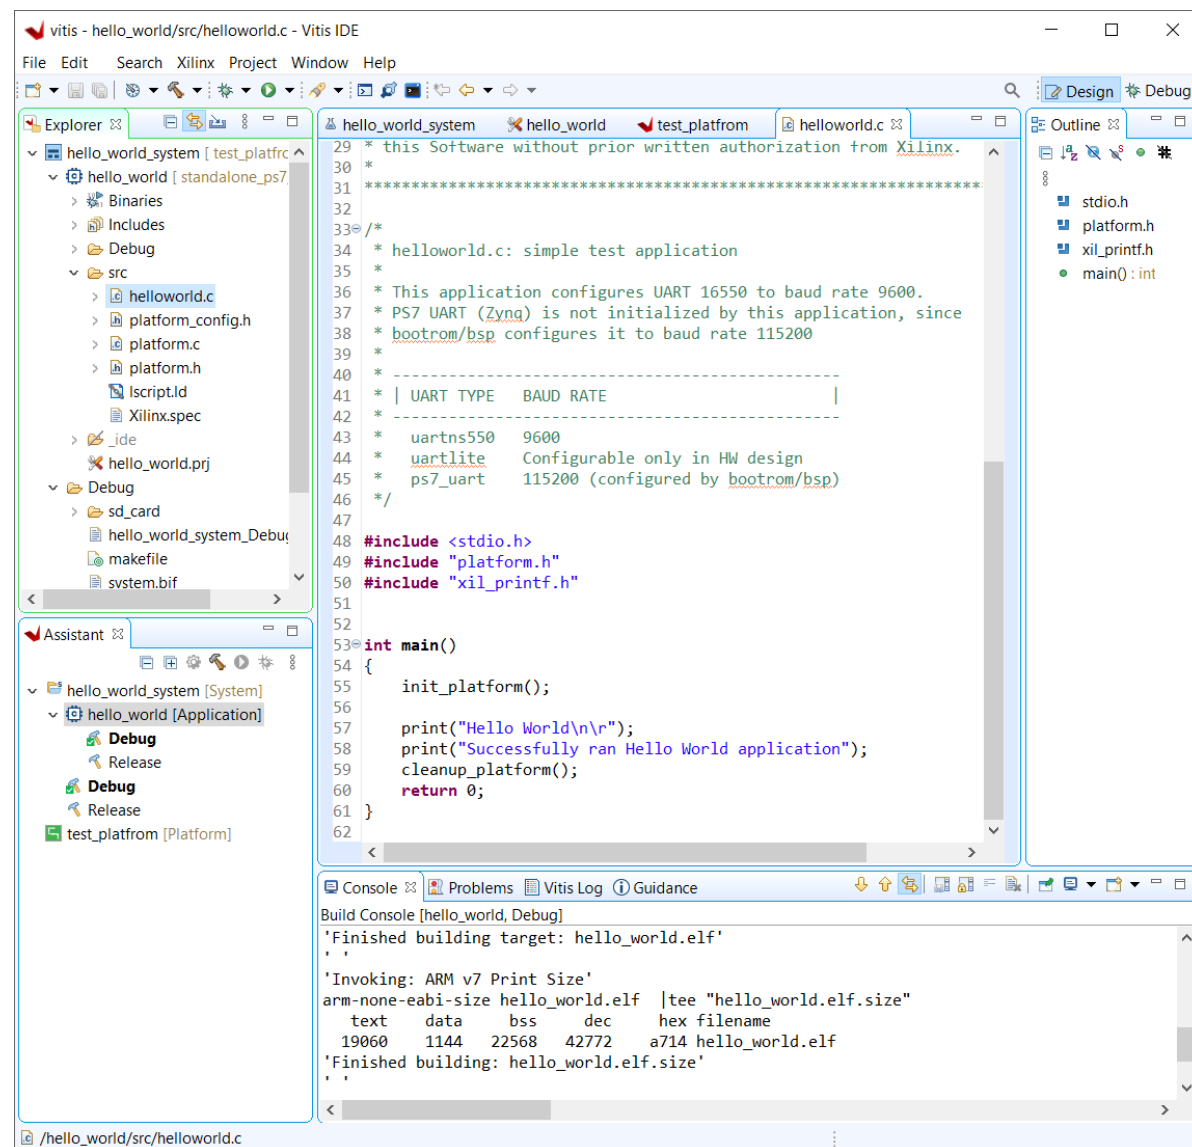 vitis - hello_world/src/helloworld.c - Vitis IDE
File Edit Search Xilinx Project Window Help
Design Debug
Explorer
hello_world_system [ test_platfrc
hello_world [ standalone_ps7_
Binaries
Includes
Debug
src
helloworld.c
platform_config.h
platform.c
platform.h
lscript.ld
Xilinx.spec
_ide
hello_world.prj
Debug
sd_card
hello_world_system_Debug
makefile
system.bif
Assistant
hello_world_system [System]
hello_world [Application]
Debug
Release
Debug
Release
test_platfrom [Platform]
hello_world_system hello_world test_platfrom helloworld.c
29 * this Software without prior written authorization from Xilinx.
30 *
31 ******************************************************************
32
33 /*
34 * helloworld.c: simple test application
35 *
36 * This application configures UART 16550 to baud rate 9600.
37 * PS7 UART (Zynq) is not initialized by this application, since
38 * bootrom/bsp configures it to baud rate 115200
39 *
40 * ------------------------------------------------
41 * | UART TYPE   BAUD RATE                        |
42 * ------------------------------------------------
43 *   uartns550   9600
44 *   uartlite    Configurable only in HW design
45 *   ps7_uart    115200 (configured by bootrom/bsp)
46 */
47
48 #include <stdio.h>
49 #include "platform.h"
50 #include "xil_printf.h"
51
52
53 int main()
54 {
55     init_platform();
56
57     print("Hello World\n\r");
58     print("Successfully ran Hello World application");
59     cleanup_platform();
60     return 0;
61 }
62
Outline
stdio.h
platform.h
xil_printf.h
main() : int
Console Problems Vitis Log Guidance
Build Console [hello_world, Debug]
'Finished building target: hello_world.elf'
' '
'Invoking: ARM v7 Print Size'
arm-none-eabi-size hello_world.elf  |tee "hello_world.elf.size"
   text    data     bss     dec     hex filename
  19060    1144   22568   42772    a714 hello_world.elf
'Finished building: hello_world.elf.size'
' '
/hello_world/src/helloworld.c